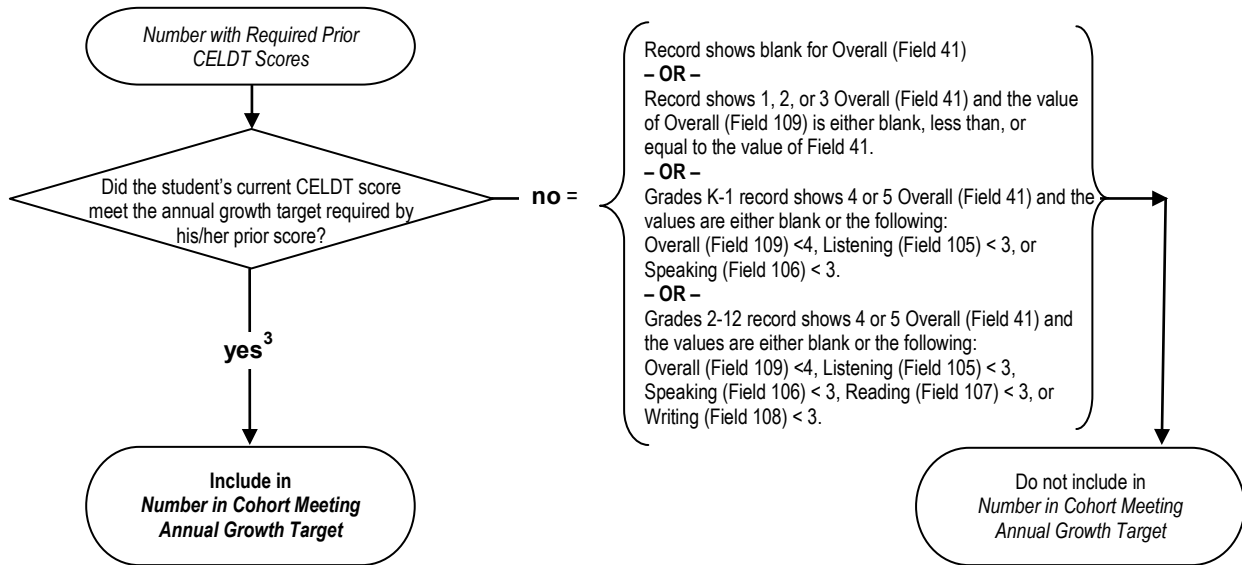 Number with Required Prior
CELDT Scores
Did the student's current CELDT score
meet the annual growth target required by
his/her prior score?
no =
Record shows blank for Overall (Field 41)
– OR –
Record shows 1, 2, or 3 Overall (Field 41) and the value
of Overall (Field 109) is either blank, less than, or
equal to the value of Field 41.
– OR –
Grades K-1 record shows 4 or 5 Overall (Field 41) and the
values are either blank or the following:
Overall (Field 109) <4, Listening (Field 105) < 3, or
Speaking (Field 106) < 3.
– OR –
Grades 2-12 record shows 4 or 5 Overall (Field 41) and
the values are either blank or the following:
Overall (Field 109) <4, Listening (Field 105) < 3,
Speaking (Field 106) < 3, Reading (Field 107) < 3, or
Writing (Field 108) < 3.
yes³
Include in
Number in Cohort Meeting
Annual Growth Target
Do not include in
Number in Cohort Meeting
Annual Growth Target